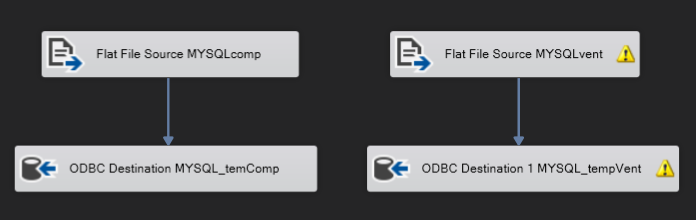 Flat File Source MYSQLcomp
Flat File Source MYSQLvent
ODBC Destination MYSQL_temComp
ODBC Destination 1 MYSQL_tempVent